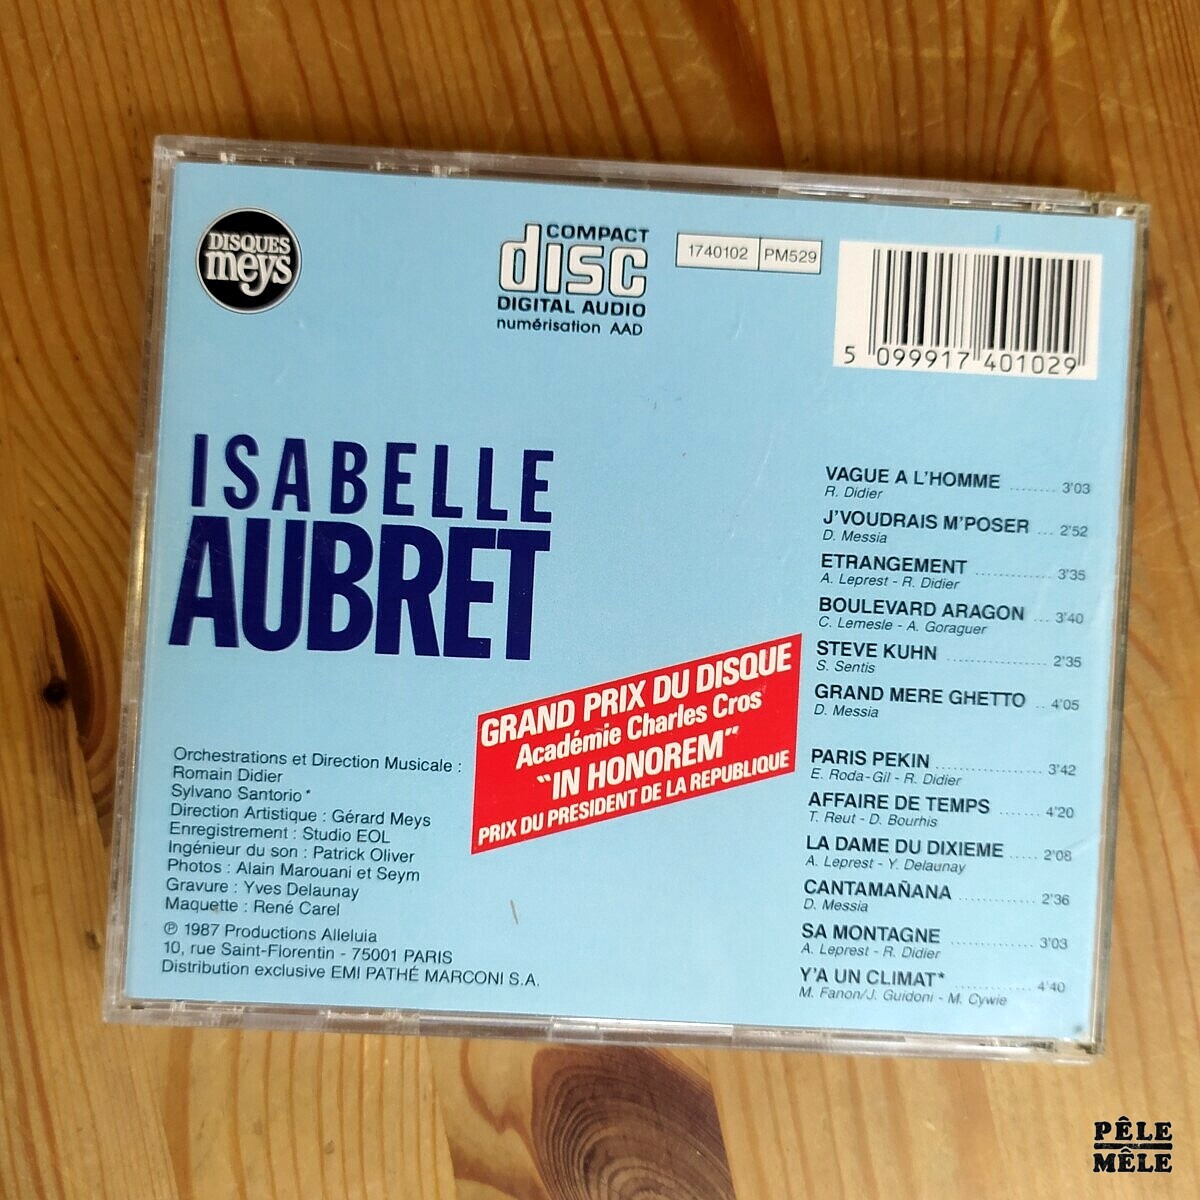 DISQUES
meys
COMPACT
disc
DIGITAL AUDIO
numérisation AAD
1740102 PM529
5 099917 401029
ISABELLE
AUBRET
GRAND PRIX DU DISQUE
Académie Charles Cros
"IN HONOREM"
PRIX DU PRESIDENT DE LA REPUBLIQUE
Orchestrations et Direction Musicale :
Romain Didier
Sylvano Santorio*
Direction Artistique : Gérard Meys
Enregistrement : Studio EOL
Ingénieur du son : Patrick Oliver
Photos : Alain Marouani et Seym
Gravure : Yves Delaunay
Maquette : René Carel
℗ 1987 Productions Alleluia
10, rue Saint-Florentin - 75001 PARIS
Distribution exclusive EMI PATHÉ MARCONI S.A.
VAGUE A L'HOMME ........ 3'03
R. Didier
J'VOUDRAIS M'POSER ... 2'52
D. Messia
ETRANGEMENT .............. 3'35
A. Leprest - R. Didier
BOULEVARD ARAGON ... 3'40
C. Lemesle - A. Goraguer
STEVE KUHN ................. 2'35
S. Sentis
GRAND MERE GHETTO .. 4'05
D. Messia
PARIS PEKIN .................. 3'42
E. Roda-Gil - R. Didier
AFFAIRE DE TEMPS ....... 4'20
T. Reut - D. Bourhis
LA DAME DU DIXIEME ..... 2'08
A. Leprest - Y. Delaunay
CANTAMAÑANA .............. 2'36
D. Messia
SA MONTAGNE .............. 3'03
A. Leprest - R. Didier
Y'A UN CLIMAT* .............. 4'40
M. Fanon/J. Guidoni - M. Cywie
PÊLE
MÊLE